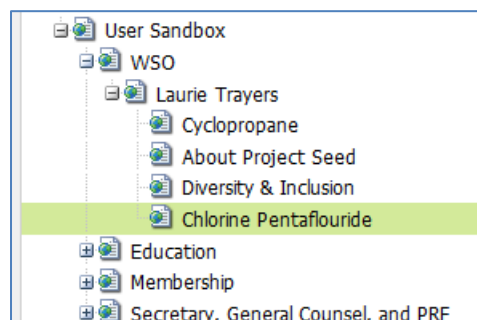 User Sandbox
WSO
Laurie Trayers
Cyclopropane
About Project Seed
Diversity & Inclusion
Chlorine Pentaflouride
Education
Membership
Secretary, General Counsel, and PRF